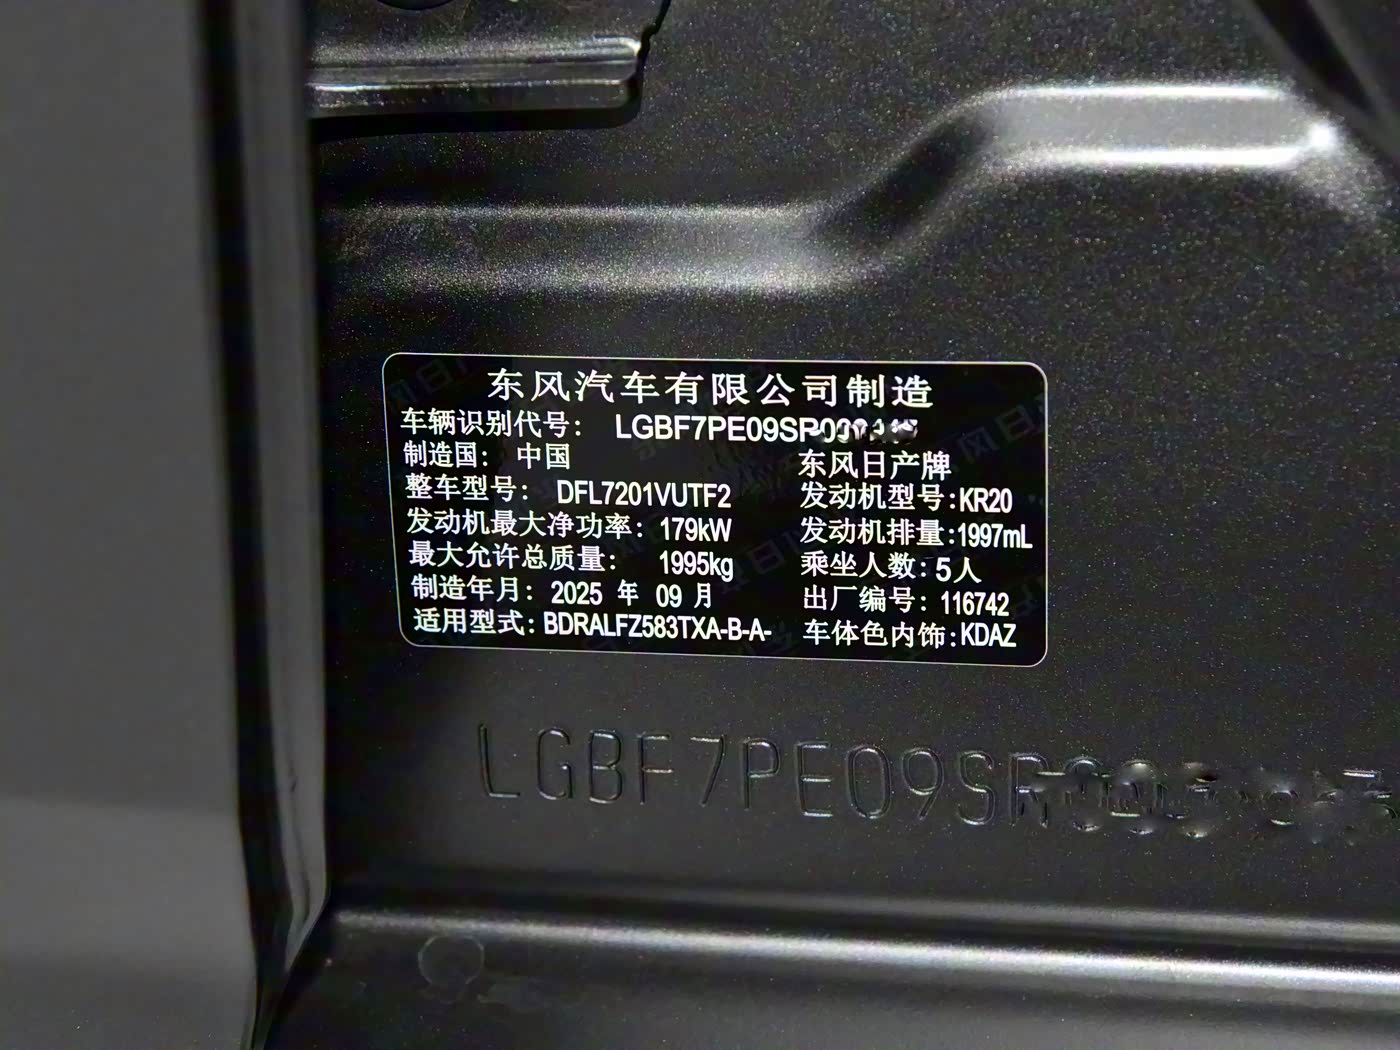 东风汽车有限公司制造
车辆识别代号： LGBF7PE09SR
制造国： 中国 东风日产牌
整车型号： DFL7201VUTF2 发动机型号:KR20
发动机最大净功率：179kW 发动机排量:1997mL
最大允许总质量： 1995kg 乘坐人数：5人
制造年月：2025 年 09 月 出厂编号：116742
适用型式：BDRALFZ583TXA-B-A- 车体色内饰:KDAZ
LGBF7PE09SR